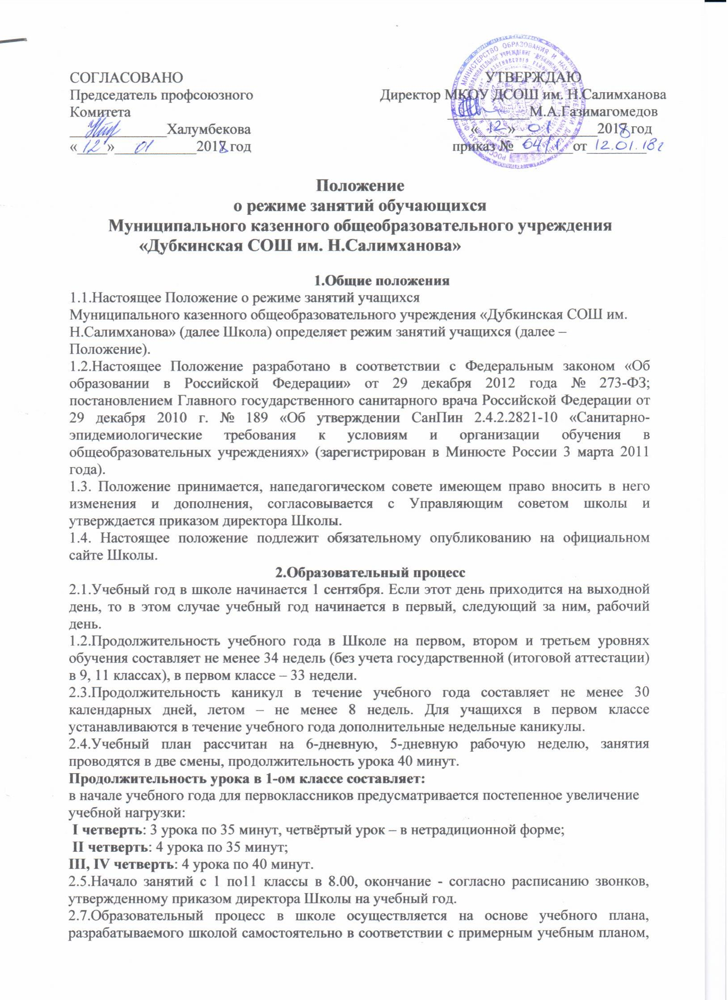 СОГЛАСОВАНО
Председатель профсоюзного
Комитета
_____________Халумбекова
«12»___01___2018 год
УТВЕРЖДАЮ
Директор МКОУ ДСОШ им. Н.Салимханова
___________М.А.Газимагомедов
«12» 01 2018 год
приказ № 64/1 от 12.01.18г
Положение
о режиме занятий обучающихся
Муниципального казенного общеобразовательного учреждения
«Дубкинская СОШ им. Н.Салимханова»
1.Общие положения
1.1.Настоящее Положение о режиме занятий учащихся
Муниципального казенного общеобразовательного учреждения «Дубкинская СОШ им.
Н.Салимханова» (далее Школа) определяет режим занятий учащихся (далее –
Положение).
1.2.Настоящее Положение разработано в соответствии с Федеральным законом «Об
образовании в Российской Федерации» от 29 декабря 2012 года № 273-ФЗ;
постановлением Главного государственного санитарного врача Российской Федерации от
29 декабря 2010 г. № 189 «Об утверждении СанПин 2.4.2.2821-10 «Санитарно-
эпидемиологические требования к условиям и организации обучения в
общеобразовательных учреждениях» (зарегистрирован в Минюсте России 3 марта 2011
года).
1.3. Положение принимается, напедагогическом совете имеющем право вносить в него
изменения и дополнения, согласовывается с Управляющим советом школы и
утверждается приказом директора Школы.
1.4. Настоящее положение подлежит обязательному опубликованию на официальном
сайте Школы.
2.Образовательный процесс
2.1.Учебный год в школе начинается 1 сентября. Если этот день приходится на выходной
день, то в этом случае учебный год начинается в первый, следующий за ним, рабочий
день.
1.2.Продолжительность учебного года в Школе на первом, втором и третьем уровнях
обучения составляет не менее 34 недель (без учета государственной (итоговой аттестации)
в 9, 11 классах), в первом классе – 33 недели.
2.3.Продолжительность каникул в течение учебного года составляет не менее 30
календарных дней, летом – не менее 8 недель. Для учащихся в первом классе
устанавливаются в течение учебного года дополнительные недельные каникулы.
2.4.Учебный план рассчитан на 6-дневную, 5-дневную рабочую неделю, занятия
проводятся в две смены, продолжительность урока 40 минут.
Продолжительность урока в 1-ом классе составляет:
в начале учебного года для первоклассников предусматривается постепенное увеличение
учебной нагрузки:
I четверть: 3 урока по 35 минут, четвёртый урок – в нетрадиционной форме;
II четверть: 4 урока по 35 минут;
III, IV четверть: 4 урока по 40 минут.
2.5.Начало занятий с 1 по11 классы в 8.00, окончание - согласно расписанию звонков,
утвержденному приказом директора Школы на учебный год.
2.7.Образовательный процесс в школе осуществляется на основе учебного плана,
разрабатываемого школой самостоятельно в соответствии с примерным учебным планом,